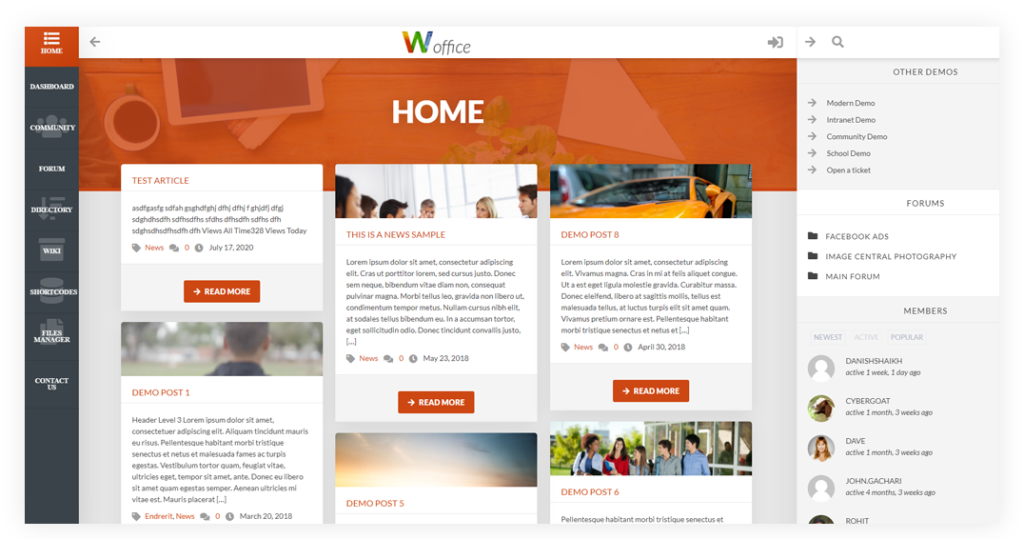 HOME
DASHBOARD
COMMUNITY
FORUM
DIRECTORY
WIKI
SHORTCODES
FILES
MANAGER
CONTACT
US
Woffice
HOME
TEST ARTICLE
asdfgasfg sdfah gsghdfghj dfhj dfhj f ghjdfj dfgj
sdghdhsdfh sdfhsdfhs sfdhs dfhsdfh sdfhs dfh
sdghsdhsdfhsdfh dfh Views All Time328 Views Today
News 0 July 17, 2020
READ MORE
DEMO POST 1
Header Level 3 Lorem ipsum dolor sit amet,
consectetuer adipiscing elit. Aliquam tincidunt mauris
eu risus. Pellentesque habitant morbi tristique
senectus et netus et malesuada fames ac turpis
egestas. Vestibulum tortor quam, feugiat vitae,
ultricies eget, tempor sit amet, ante. Donec eu libero
sit amet quam egestas semper. Aenean ultricies mi
vitae est. Mauris placerat [...]
Endrerit, News 0 March 20, 2018
THIS IS A NEWS SAMPLE
Lorem ipsum dolor sit amet, consectetur adipiscing
elit. Cras ut porttitor lorem, sed cursus justo. Donec
sem neque, bibendum vitae diam non, consequat
pulvinar magna. Morbi tellus leo, gravida non libero ut,
condimentum tempor metus. Nullam cursus nibh elit,
at sodales tellus bibendum eu. In a accumsan tortor,
eget sollicitudin odio. Donec tincidunt convallis justo,
[...]
News 0 May 23, 2018
READ MORE
DEMO POST 5
DEMO POST 8
Lorem ipsum dolor sit amet, consectetur adipiscing
elit. Vivamus magna. Cras in mi at felis aliquet congue.
Ut a est eget ligula molestie gravida. Curabitur massa.
Donec eleifend, libero at sagittis mollis, tellus est
malesuada tellus, at luctus turpis elit sit amet quam.
Vivamus pretium ornare est. Pellentesque habitant
morbi tristique senectus et netus et [...]
News 0 April 30, 2018
READ MORE
DEMO POST 6
Pellentesque habitant morbi tristique senectus et
OTHER DEMOS
Modern Demo
Intranet Demo
Community Demo
School Demo
Open a ticket
FORUMS
FACEBOOK ADS
IMAGE CENTRAL PHOTOGRAPHY
MAIN FORUM
MEMBERS
NEWEST ACTIVE POPULAR
DANISHSHAIKH
active 1 week, 1 day ago
CYBERGOAT
active 1 month, 3 weeks ago
DAVE
active 1 month, 3 weeks ago
JOHN.GACHARI
active 4 months, 3 weeks ago
ROHIT